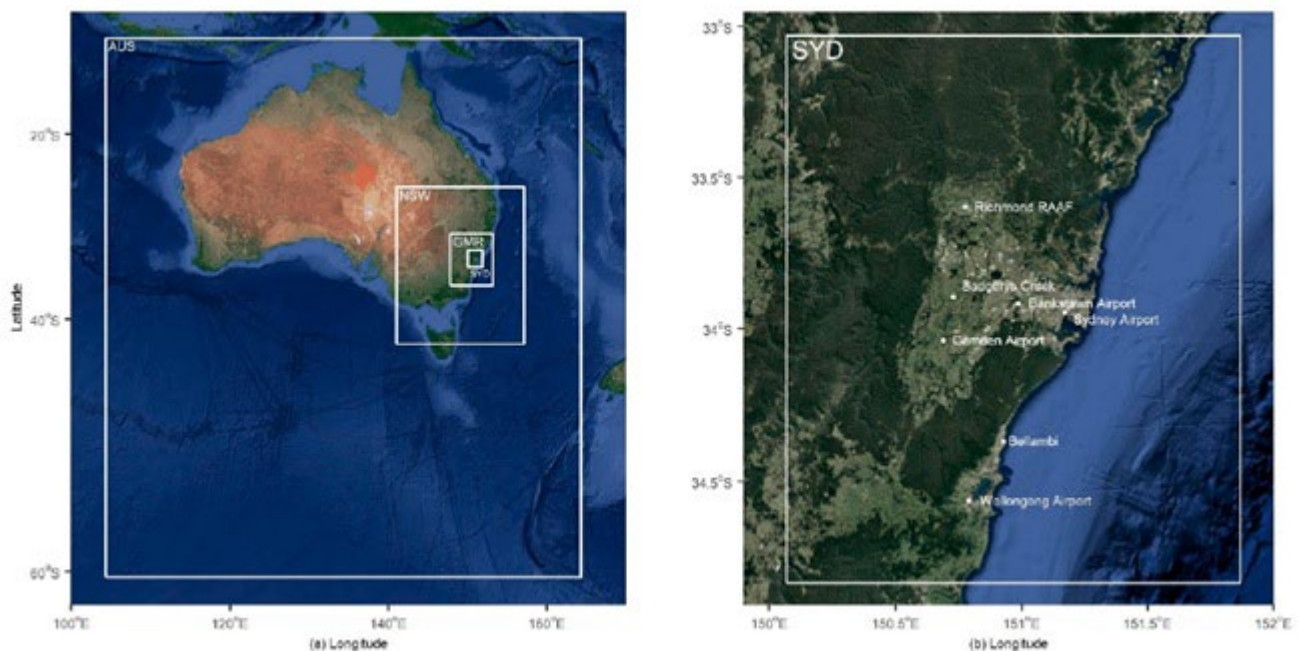 AUS
NSW
GMR
SYD
Latitude
20°S
40°S
60°S
100°E
120°E
140°E
160°E
(a) Longitude
SYD
33°S
33.5°S
34°S
34.5°S
Richmond RAAF
Badgerys Creek
Bankstown Airport
Sydney Airport
Camden Airport
Bellambi
Wollongong Airport
150°E
150.5°E
151°E
151.5°E
152°E
(b) Longitude